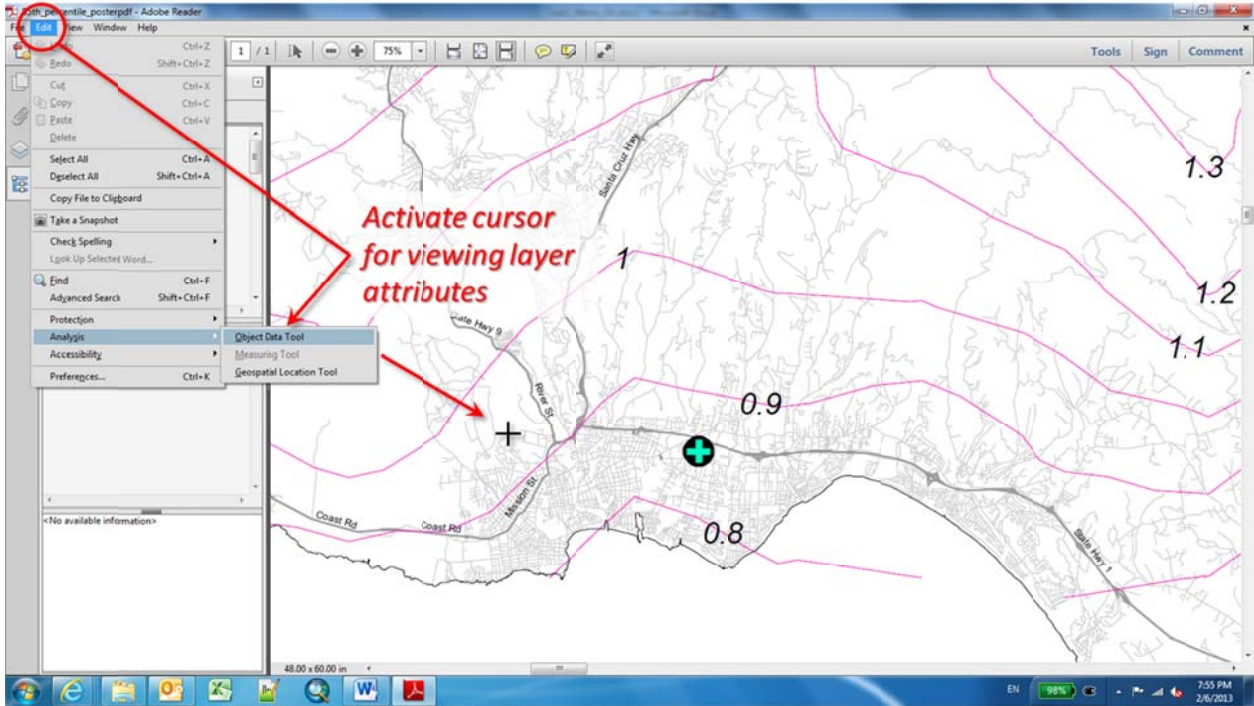 85th_percentile_posterpdf - Adobe Reader
File Edit View Window Help
1 / 1 75% Tools Sign Comment
Undo Ctrl+Z
Redo Shift+Ctrl+Z
Cut Ctrl+X
Copy Ctrl+C
Paste Ctrl+V
Delete
Select All Ctrl+A
Deselect All Shift+Ctrl+A
Copy File to Clipboard
Take a Snapshot
Check Spelling
Look Up Selected Word...
Find Ctrl+F
Advanced Search Shift+Ctrl+F
Protection
Analysis
Accessibility
Preferences... Ctrl+K
Object Data Tool
Measuring Tool
Geospatial Location Tool
Activate cursor
for viewing layer
attributes
Santa Cruz Hwy
1.3
1
1.2
1.1
State Hwy 9
River St
0.9
Mission St
Coast Rd
Coast Rd
0.8
State Hwy 1
<No available information>
48.00 x 60.00 in
EN 98% 7:55 PM
2/6/2013